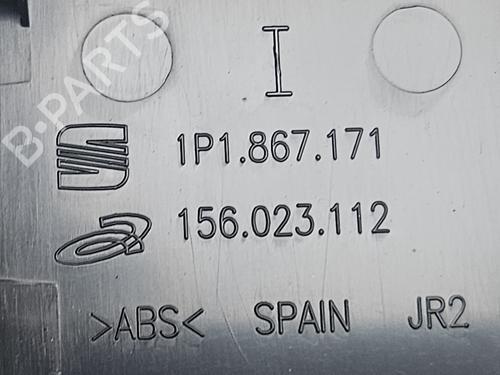 B-PARTS
I
1P1.867.171
156.023.112
>ABS< SPAIN JR2